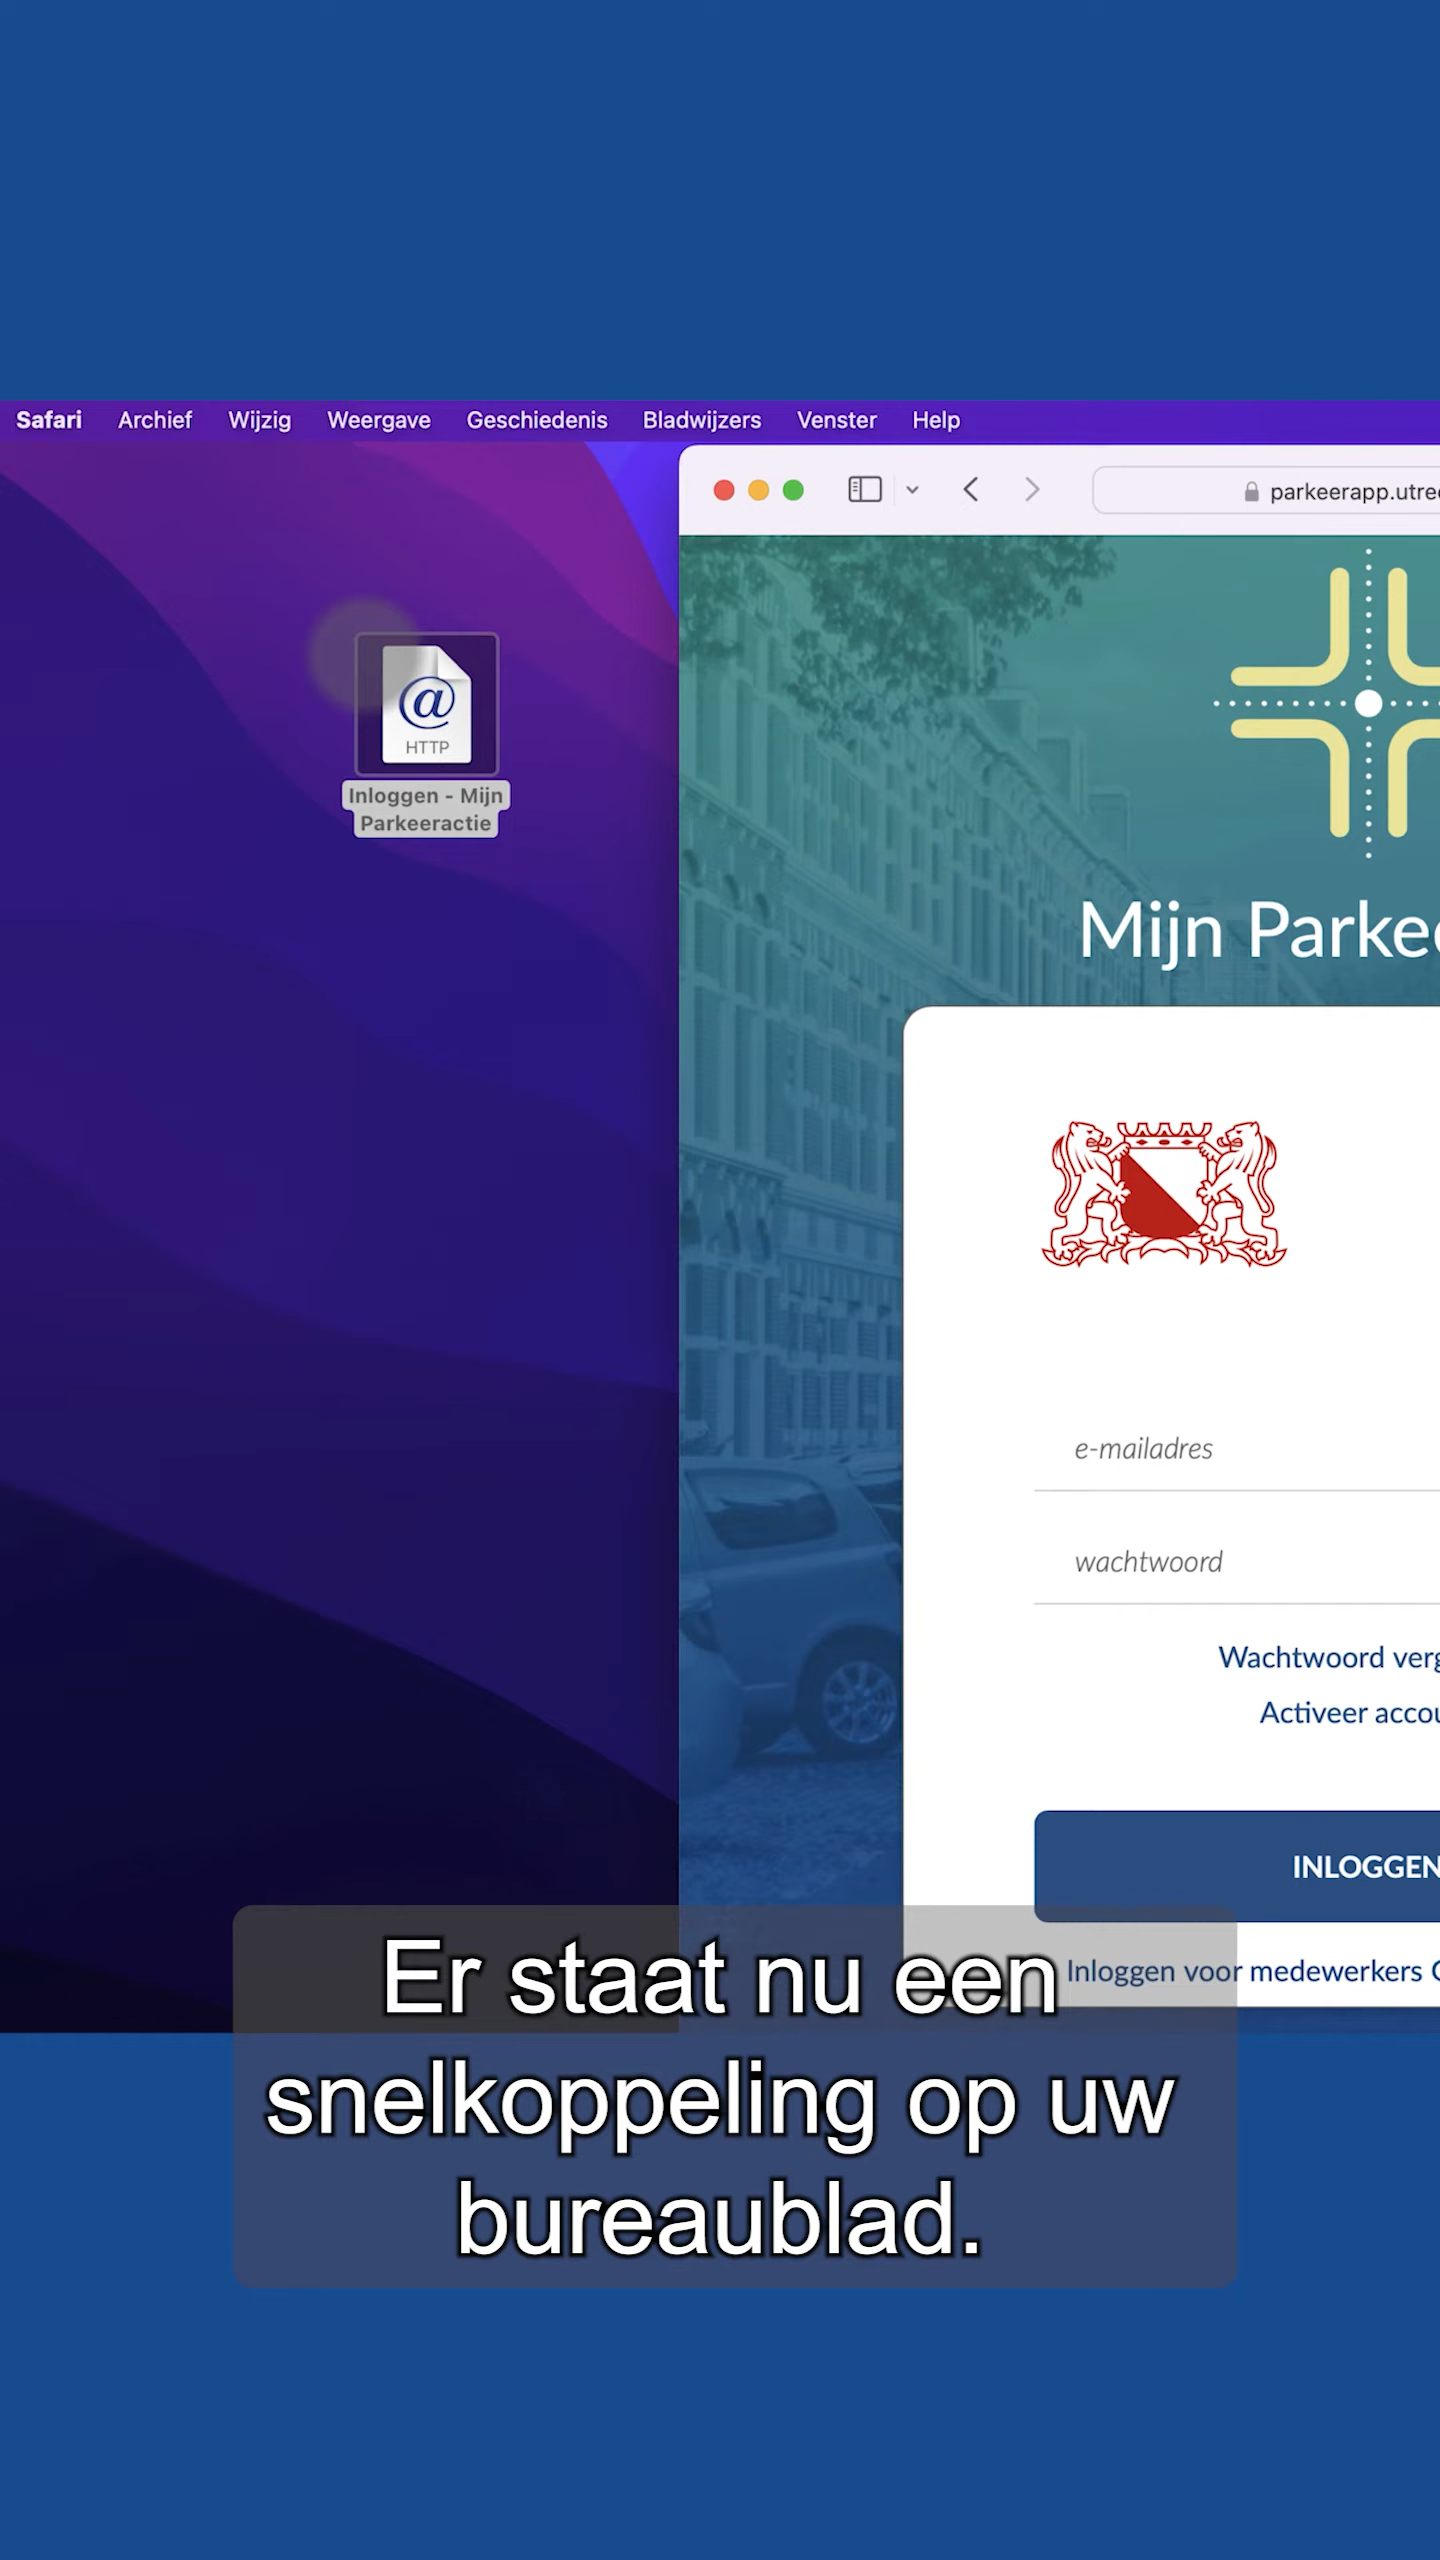 Safari Archief Wijzig Weergave Geschiedenis Bladwijzers Venster Help
parkeerapp.utre
@
HTTP
Inloggen - Mijn
Parkeeractie
Mijn Parkee
e-mailadres
wachtwoord
Wachtwoord verg
Activeer accou
INLOGGEN
Inloggen voor medewerkers G
Er staat nu een
snelkoppeling op uw
bureaublad.